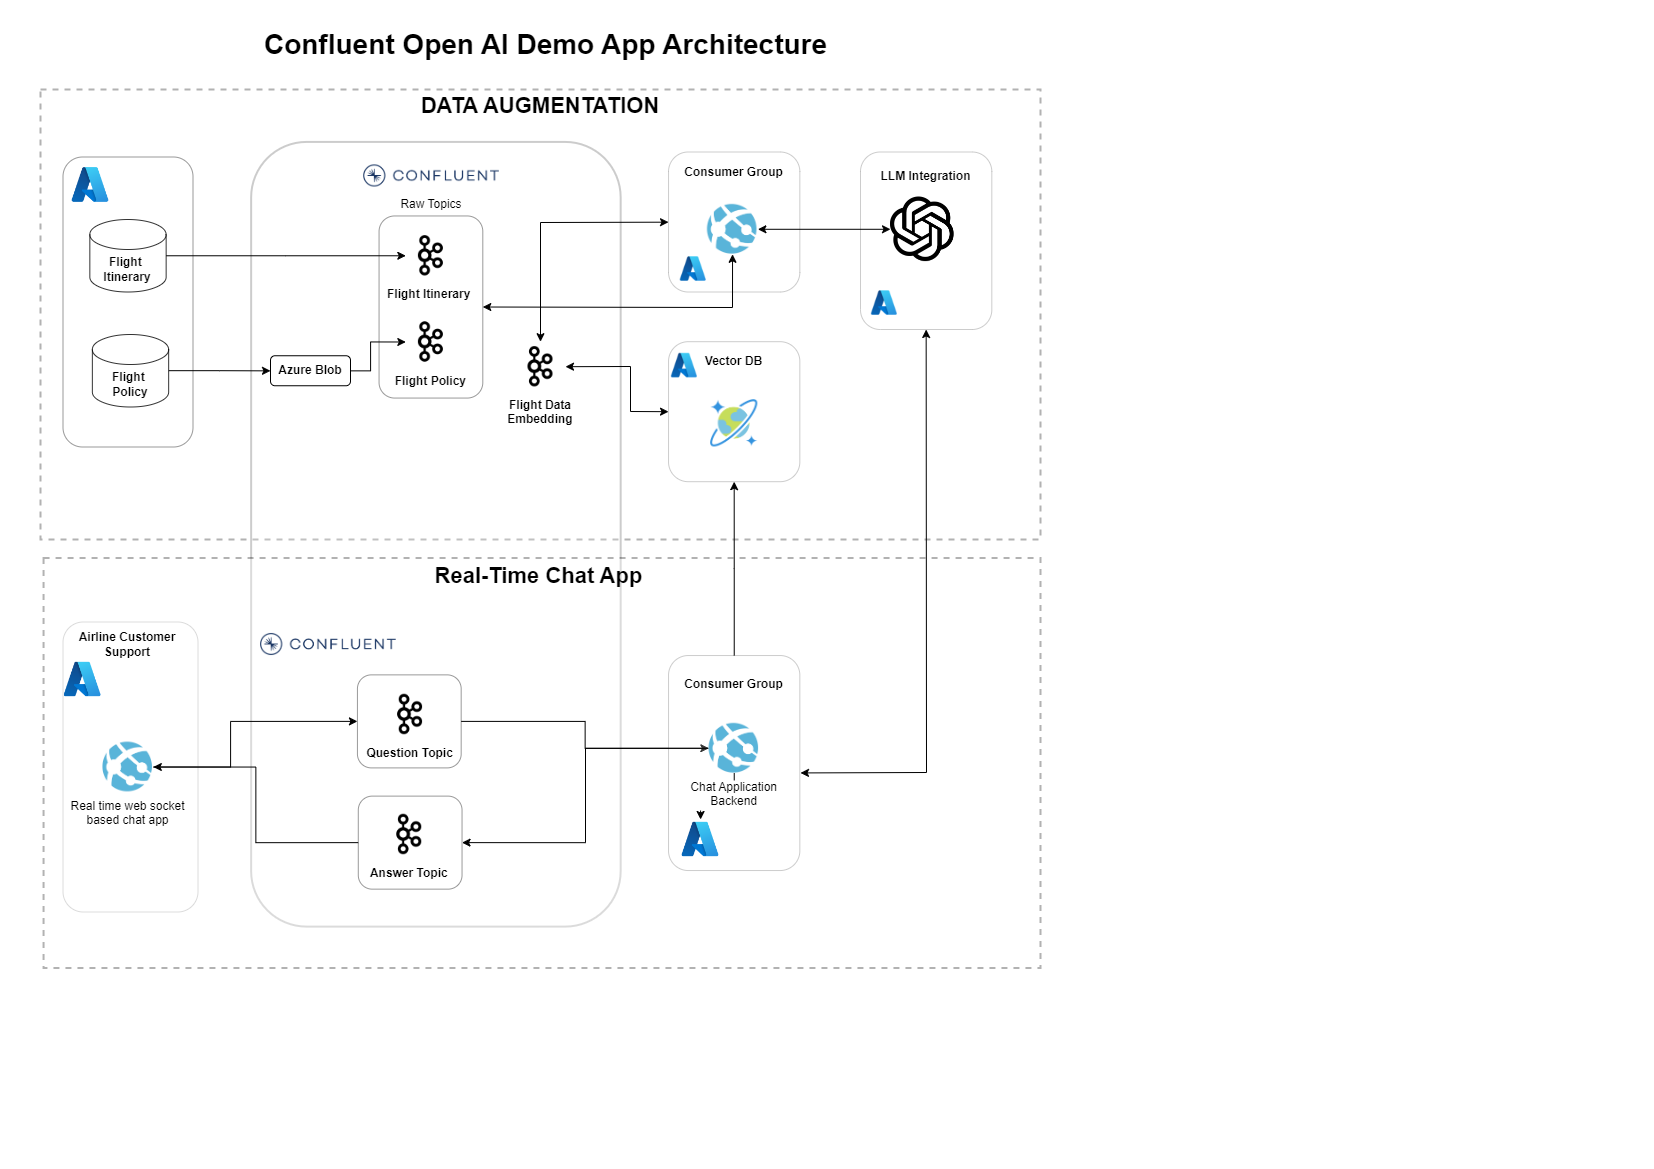 Confluent Open AI Demo App Architecture
DATA AUGMENTATION
Flight
Itinerary
Flight
Policy
Azure Blob
CONFLUENT
Raw Topics
Flight Itinerary
Flight Policy
Flight Data
Embedding
Consumer Group
Vector DB
LLM Integration
Real-Time Chat App
Airline Customer
Support
Real time web socket
based chat app
CONFLUENT
Question Topic
Answer Topic
Consumer Group
Chat Application
Backend